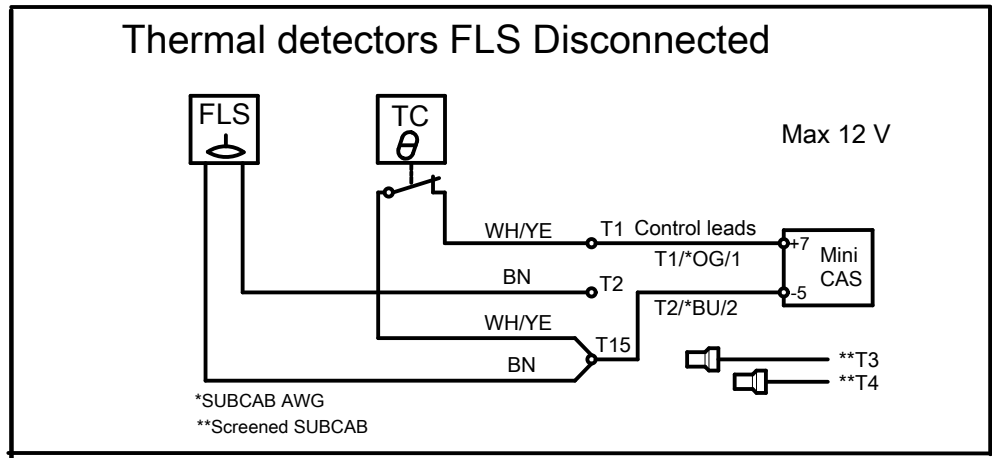 Thermal detectors FLS Disconnected
FLS
TC
θ
Max 12 V
WH/YE
T1
Control leads
+7
Mini
CAS
T1/*OG/1
BN
T2
-5
T2/*BU/2
WH/YE
T15
BN
**T3
**T4
*SUBCAB AWG
**Screened SUBCAB